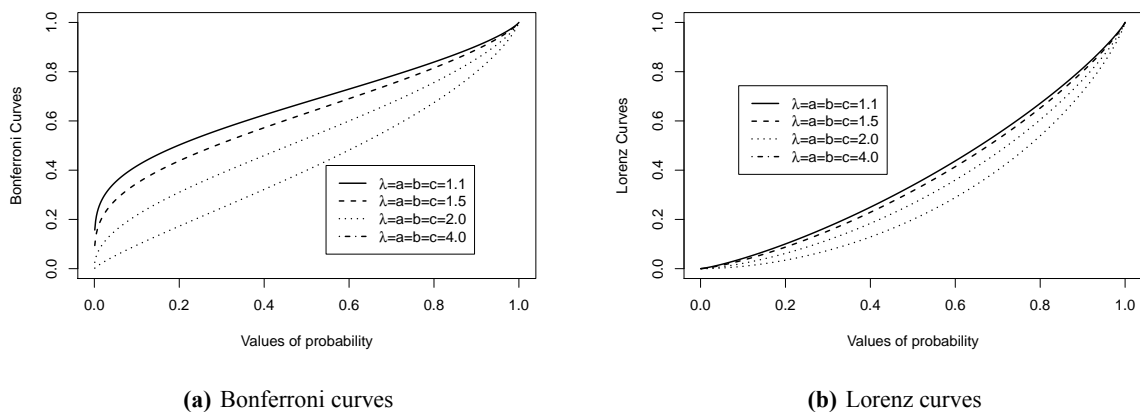 Bonferroni Curves
1.0
0.8
0.6
0.4
0.2
0.0
λ=a=b=c=1.1
λ=a=b=c=1.5
λ=a=b=c=2.0
λ=a=b=c=4.0
0.0 0.2 0.4 0.6 0.8 1.0
Values of probability
(a) Bonferroni curves
Lorenz Curves
1.0
0.8
0.6
0.4
0.2
0.0
λ=a=b=c=1.1
λ=a=b=c=1.5
λ=a=b=c=2.0
λ=a=b=c=4.0
0.0 0.2 0.4 0.6 0.8 1.0
Values of probability
(b) Lorenz curves